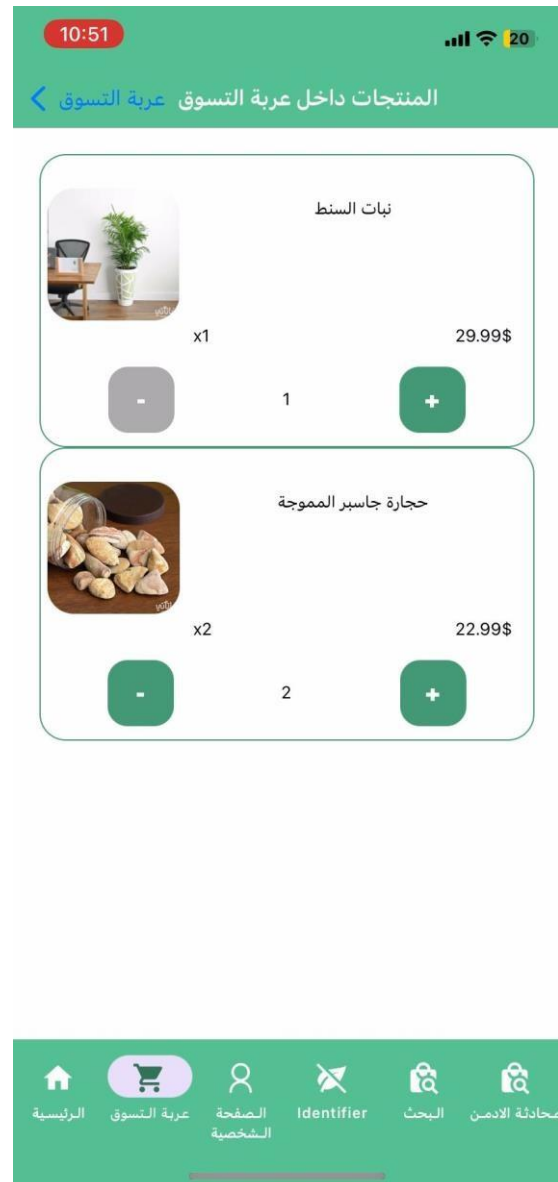 10:51
20
المنتجات داخل عربة التسوق
عربة التسوق
نبات السنط
x1
29.99$
-
1
+
حجارة جاسبر المموجة
x2
22.99$
-
2
+
الرئيسية
عربة التسوق
الصفحة
الشخصية
Identifier
البحث
محادثة الادمن